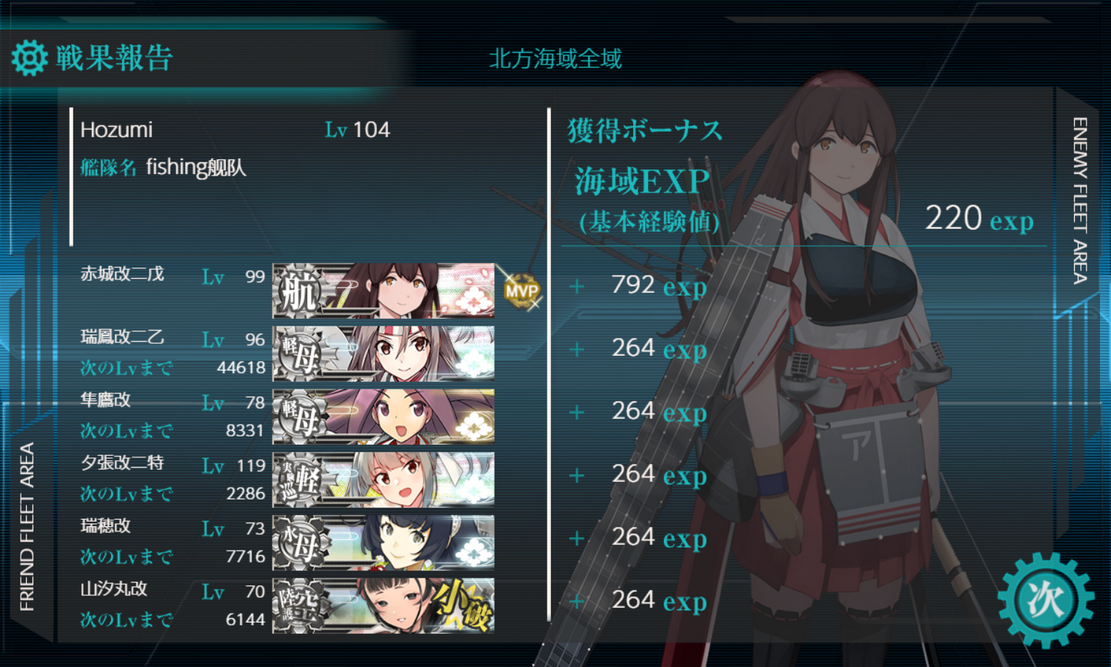 戦果報告
北方海域全域
Hozumi Lv 104
艦隊名 fishing舰队
赤城改二戊 Lv 99
航
MVP
瑞鳳改二乙 Lv 96
次のLvまで 44618
軽母
隼鷹改 Lv 78
次のLvまで 8331
軽母
夕張改二特 Lv 119
次のLvまで 2286
実験軽巡
瑞穂改 Lv 73
次のLvまで 7716
水母
山汐丸改 Lv 70
次のLvまで 6144
陸空護
小破
獲得ボーナス
海域EXP
(基本経験値) 220 exp
+ 792 exp
+ 264 exp
+ 264 exp
+ 264 exp
+ 264 exp
+ 264 exp
ア
次
FRIEND FLEET AREA
ENEMY FLEET AREA